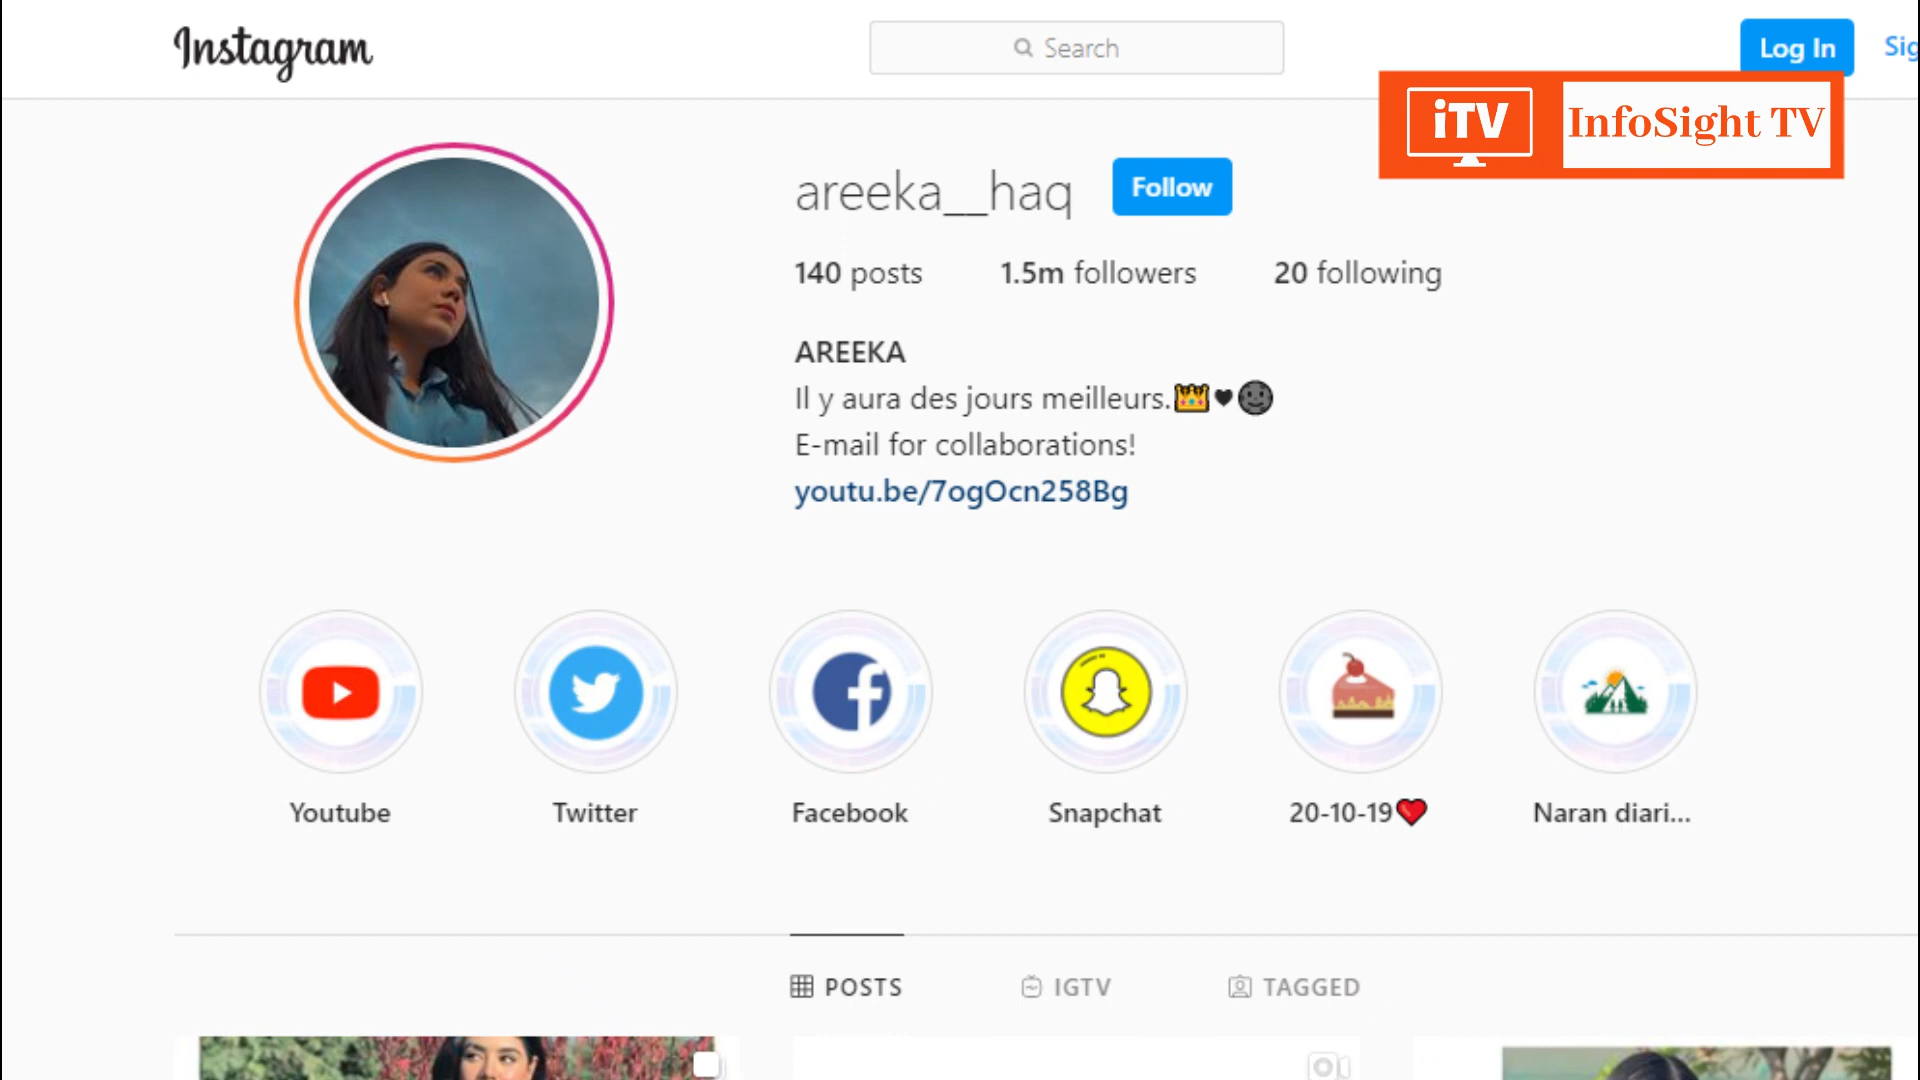 Instagram
Search
Log In
Sig
iTV
InfoSight TV
areeka__haq
Follow
140 posts
1.5m followers
20 following
AREEKA
Il y aura des jours meilleurs.👑🖤🌚
E-mail for collaborations!
youtu.be/7ogOcn258Bg
Youtube
Twitter
Facebook
Snapchat
20-10-19❤️
Naran diari...
POSTS
IGTV
TAGGED